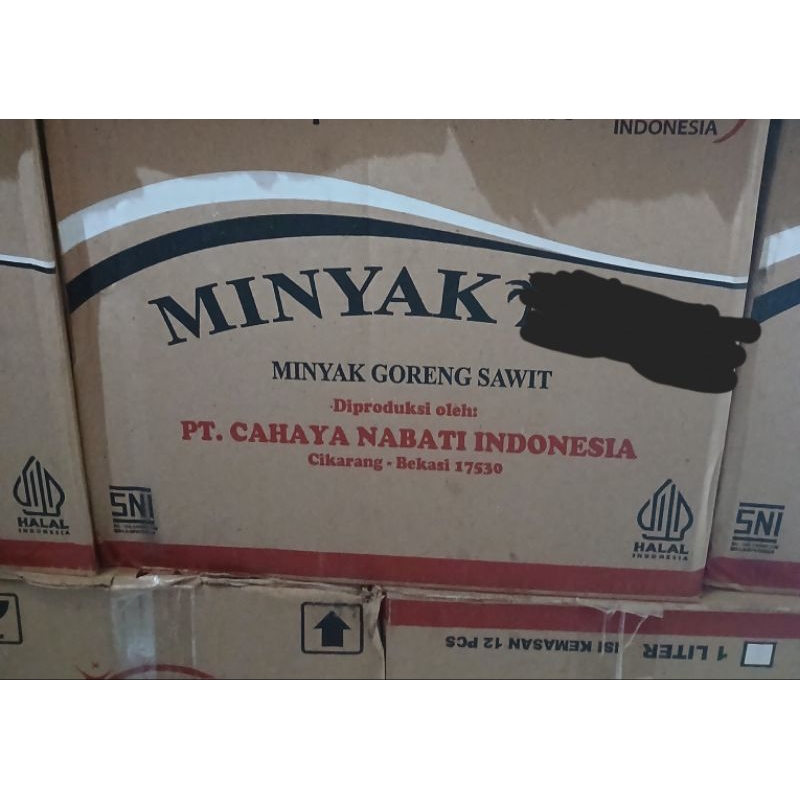 INDONESIA
MINYAK
MINYAK GORENG SAWIT
Diproduksi oleh:
PT. CAHAYA NABATI INDONESIA
Cikarang - Bekasi 17530
HALAL
INDONESIA
SNI
HALAL
INDONESIA
SNI
1 LITER
ISI KEMASAN 12 PCS